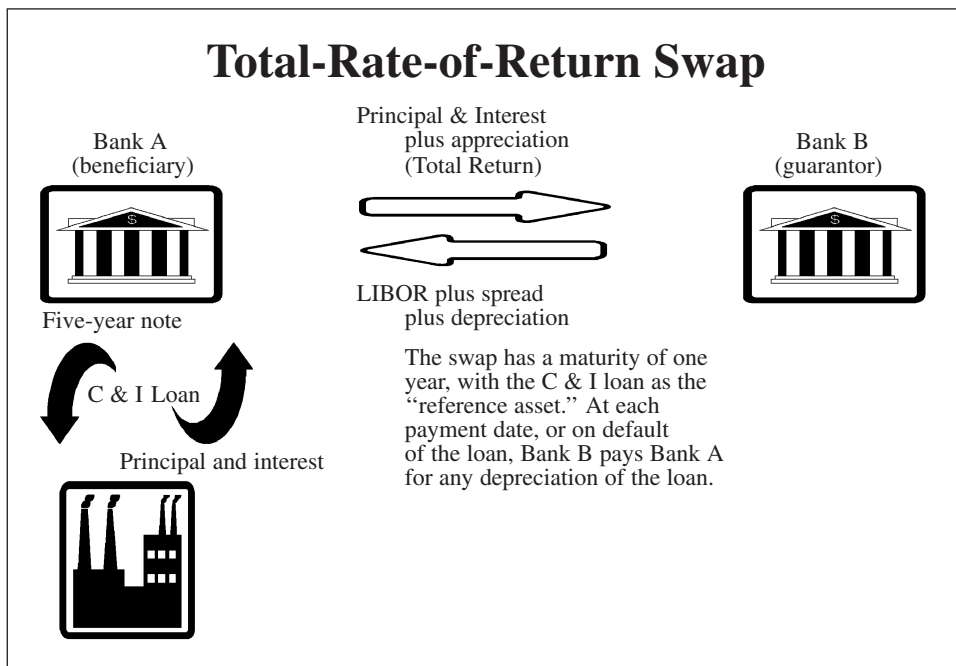 Total-Rate-of-Return Swap
Bank A
(beneficiary)
Principal & Interest
plus appreciation
(Total Return)
Bank B
(guarantor)
$
$
LIBOR plus spread
plus depreciation
Five-year note
C & I Loan
Principal and interest
The swap has a maturity of one
year, with the C & I loan as the
“reference asset.” At each
payment date, or on default
of the loan, Bank B pays Bank A
for any depreciation of the loan.